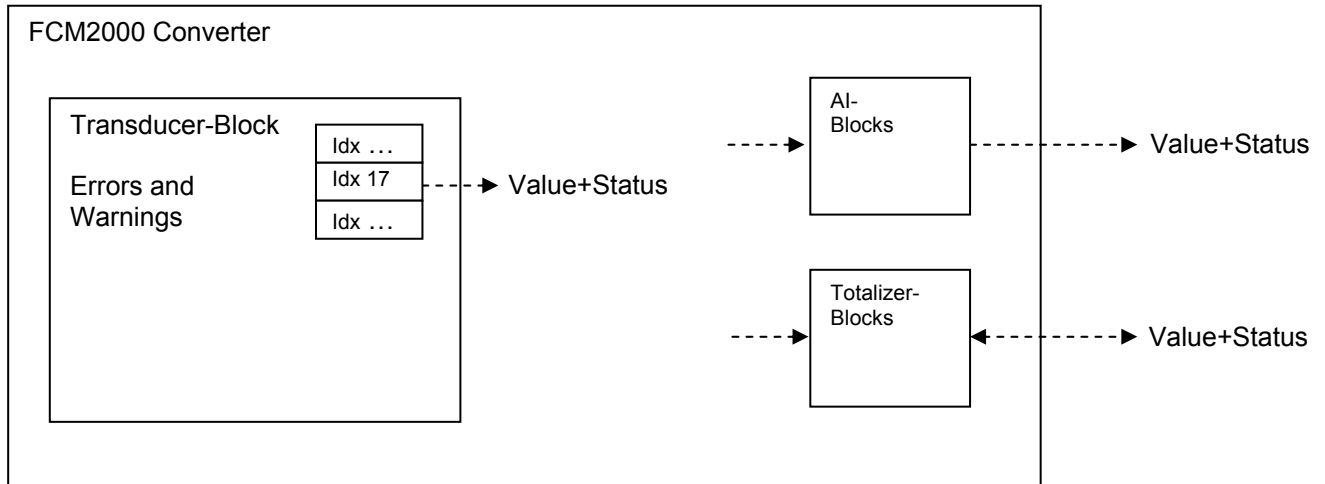 FCM2000 Converter
Transducer-Block
Errors and
Warnings
Idx …
Idx 17
Idx …
Value+Status
AI-
Blocks
Value+Status
Totalizer-
Blocks
Value+Status